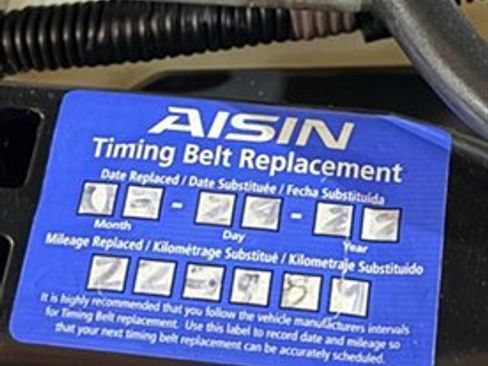 AISIN
Timing Belt Replacement
Date Replaced / Date Substituée / Fecha Substituida
- -
Month Day Year
Mileage Replaced / Kilométrage Substitué / Kilometraje Substituido
It is highly recommended that you follow the vehicle manufacturers intervals
for Timing Belt replacement. Use this label to record date and mileage so
that your next timing belt replacement can be accurately scheduled.